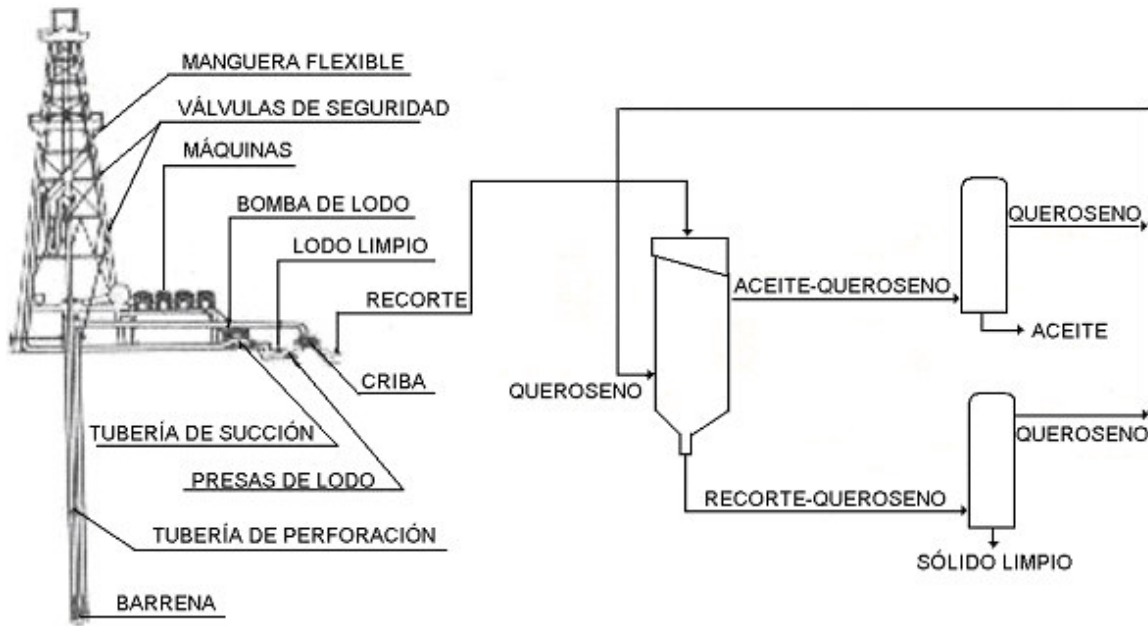 MANGUERA FLEXIBLE
VÁLVULAS DE SEGURIDAD
MÁQUINAS
BOMBA DE LODO
LODO LIMPIO
RECORTE
CRIBA
TUBERÍA DE SUCCIÓN
PRESAS DE LODO
TUBERÍA DE PERFORACIÓN
BARRENA
QUEROSENO
ACEITE-QUEROSENO
QUEROSENO
ACEITE
RECORTE-QUEROSENO
QUEROSENO
SÓLIDO LIMPIO